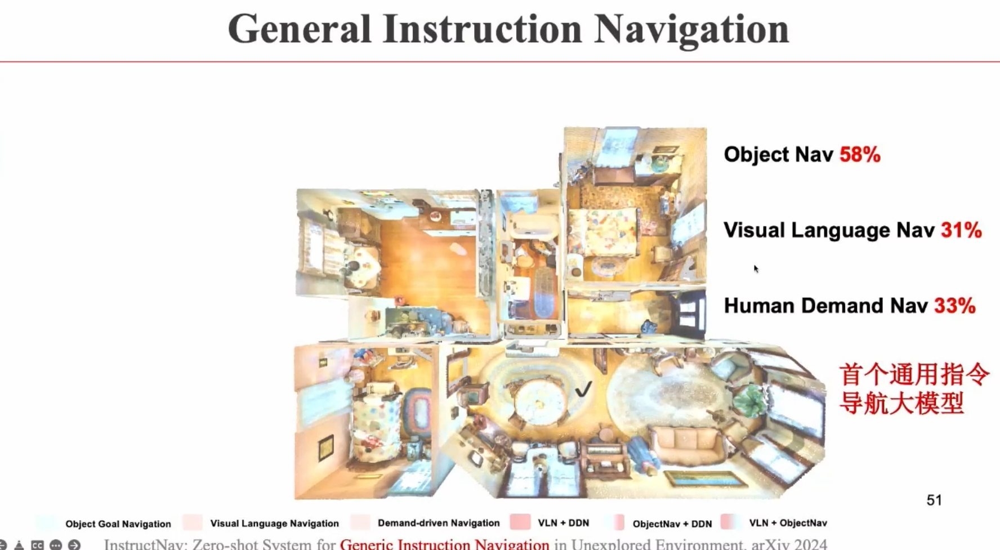 General Instruction Navigation
Object Nav 58%
Visual Language Nav 31%
Human Demand Nav 33%
首个通用指令
导航大模型
51
Object Goal Navigation
Visual Language Navigation
Demand-driven Navigation
VLN + DDN
ObjectNav + DDN
VLN + ObjectNav
CC
InstructNav: Zero-shot System for Generic Instruction Navigation in Unexplored Environment, arXiv 2024